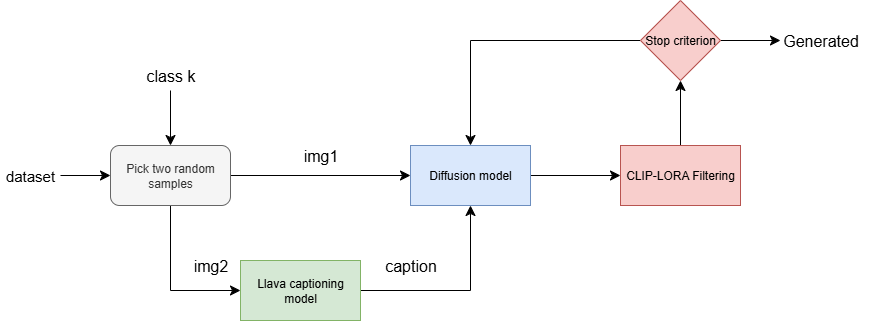 Stop criterion
Generated
class k
dataset
Pick two random
samples
img1
Diffusion model
CLIP-LORA Filtering
img2
Llava captioning
model
caption